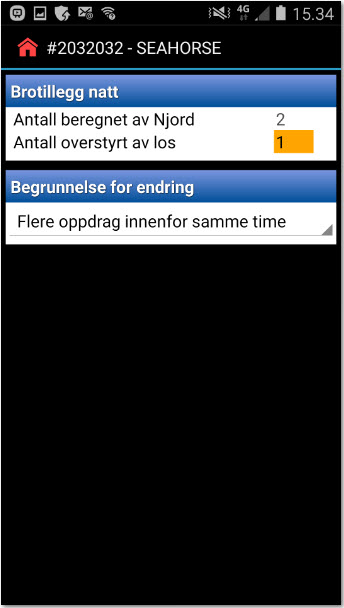 4G 15.34
#2032032 - SEAHORSE
Brotillegg natt
Antall beregnet av Njord 2
Antall overstyrt av los 1
Begrunnelse for endring
Flere oppdrag innenfor samme time